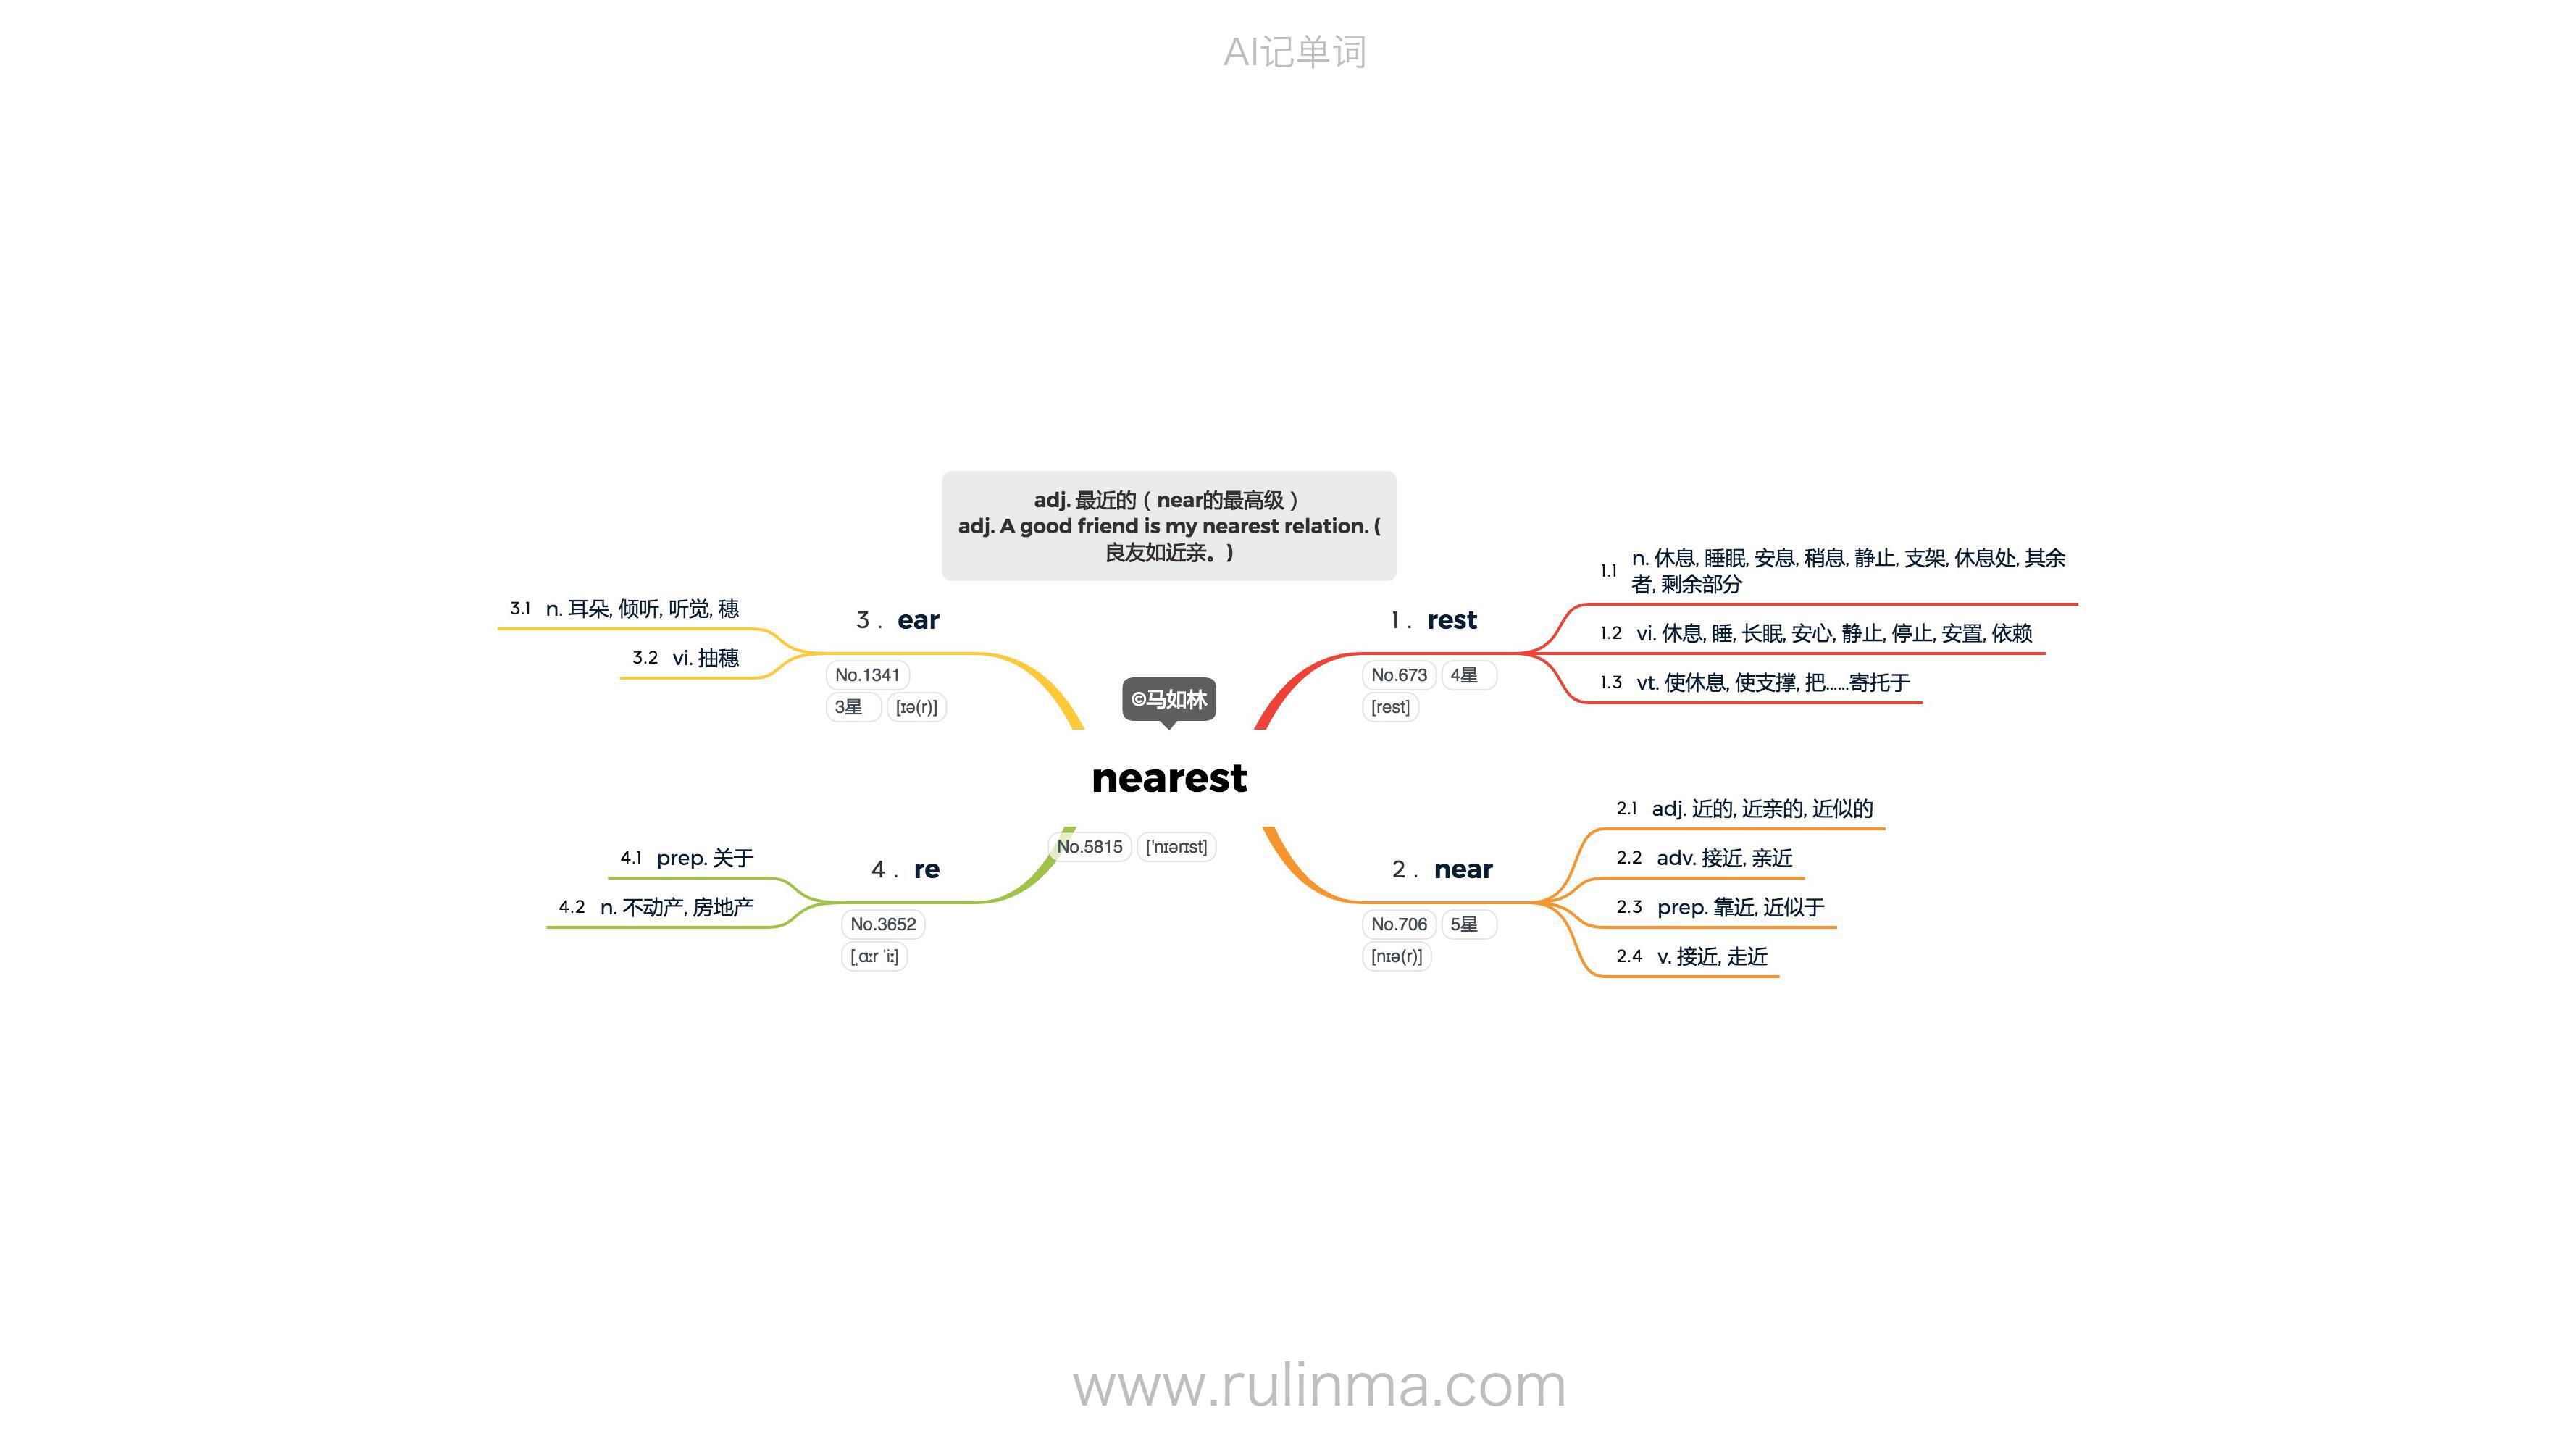 AI记单词
adj. 最近的（near的最高级）
adj. A good friend is my nearest relation. (
良友如近亲。)
©马如林
nearest
No.5815 ['nɪərɪst]
1. rest
No.673 4星
[rest]
1.1 n. 休息, 睡眠, 安息, 稍息, 静止, 支架, 休息处, 其余
者, 剩余部分
1.2 vi. 休息, 睡, 长眠, 安心, 静止, 停止, 安置, 依赖
1.3 vt. 使休息, 使支撑, 把......寄托于
2. near
No.706 5星
[nɪə(r)]
2.1 adj. 近的, 近亲的, 近似的
2.2 adv. 接近, 亲近
2.3 prep. 靠近, 近似于
2.4 v. 接近, 走近
3. ear
No.1341
3星 [ɪə(r)]
3.1 n. 耳朵, 倾听, 听觉, 穗
3.2 vi. 抽穗
4. re
No.3652
[ˌɑːr ˈiː]
4.1 prep. 关于
4.2 n. 不动产, 房地产
www.rulinma.com